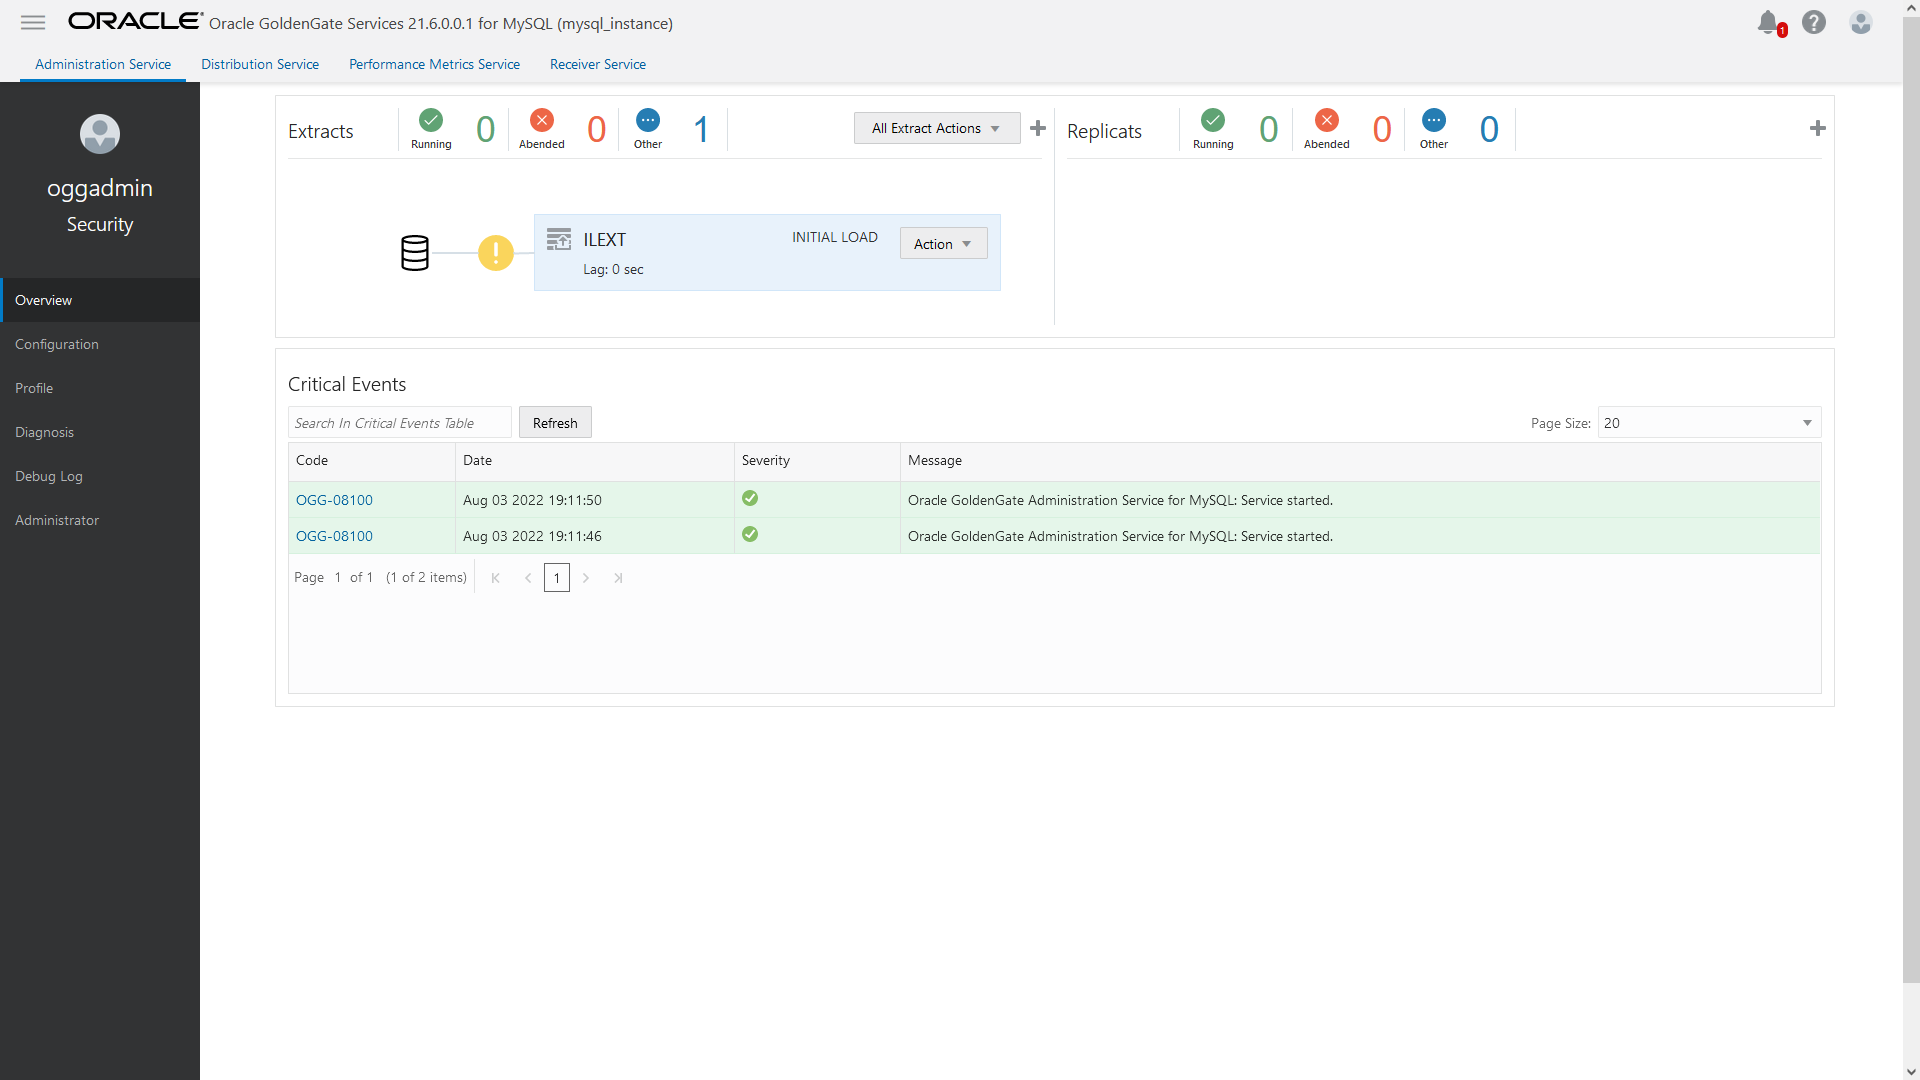 ORACLE Oracle GoldenGate Services 21.6.0.0.1 for MySQL (mysql_instance)
1
Administration Service Distribution Service Performance Metrics Service Receiver Service
oggadmin
Security
Overview
Configuration
Profile
Diagnosis
Debug Log
Administrator
Extracts Running 0 Abended 0 Other 1 All Extract Actions
Replicats Running 0 Abended 0 Other 0
ILEXT INITIAL LOAD Action
Lag: 0 sec
Critical Events
Search In Critical Events Table Refresh Page Size: 20
Code Date Severity Message
OGG-08100 Aug 03 2022 19:11:50 Oracle GoldenGate Administration Service for MySQL: Service started.
OGG-08100 Aug 03 2022 19:11:46 Oracle GoldenGate Administration Service for MySQL: Service started.
Page 1 of 1 (1 of 2 items) 1